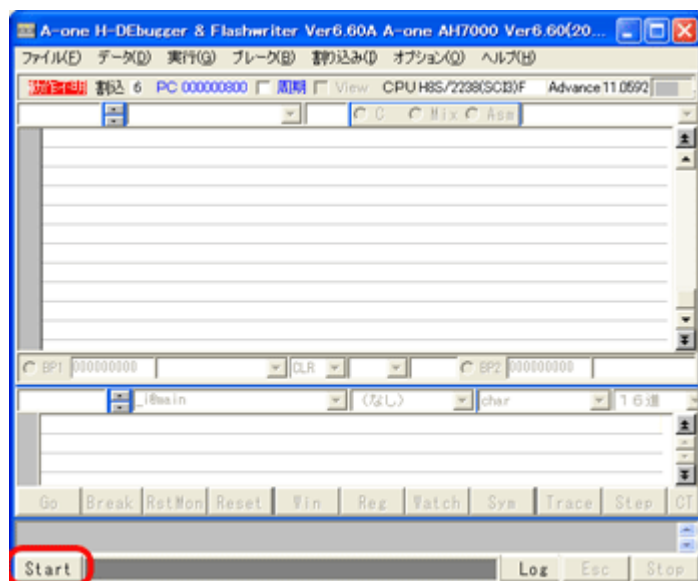 A-one H-DEbugger & Flashwriter Ver6.60A A-one AH7000 Ver6.60(20...
ファイル(F) データ(D) 実行(G) ブレーク(B) 割り込み(I) オプション(O) ヘルプ(H)
割込 6 PC 000000800 周期 View CPU H8S/2238(SCI3)F Advance 11.0592
C Mix Asm
BP1 000000000 CLR BP2 000000000
_i@main (なし) char 16進
Go Break RstMon Reset Win Reg Watch Sym Trace Step CT
Start Log Esc Stop